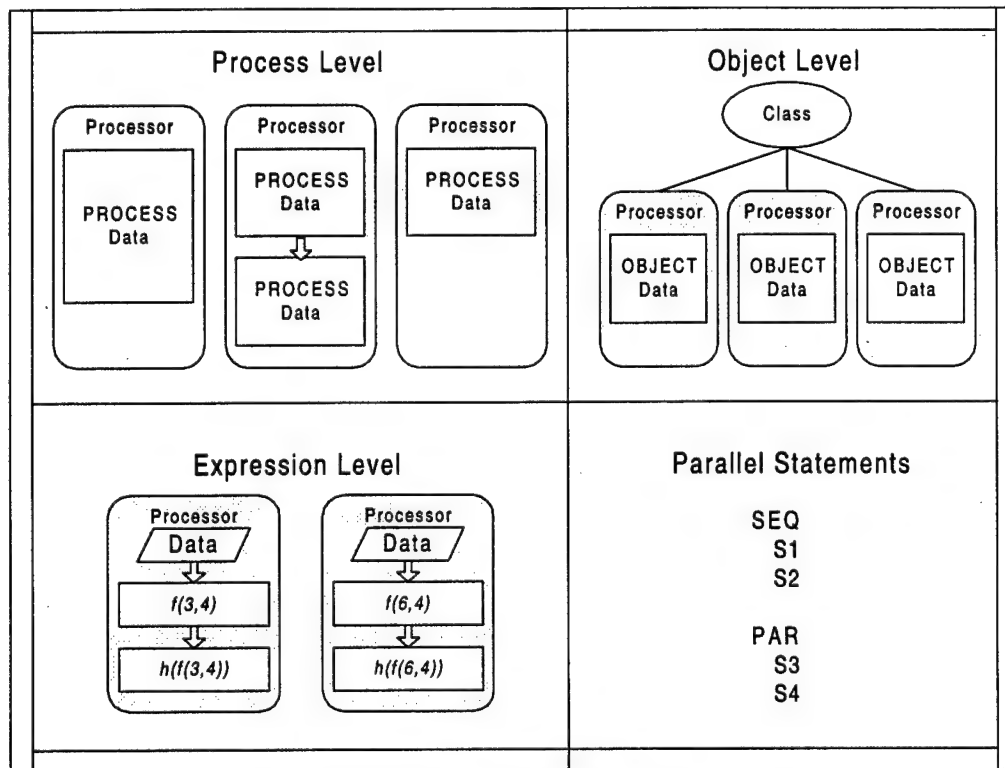 Process Level
Processor
PROCESS
Data
Processor
PROCESS
Data
PROCESS
Data
Processor
PROCESS
Data
Object Level
Class
Processor
OBJECT
Data
Processor
OBJECT
Data
Processor
OBJECT
Data
Expression Level
Processor
Data
f(3,4)
h(f(3,4))
Processor
Data
f(6,4)
h(f(6,4))
Parallel Statements
SEQ
S1
S2
PAR
S3
S4